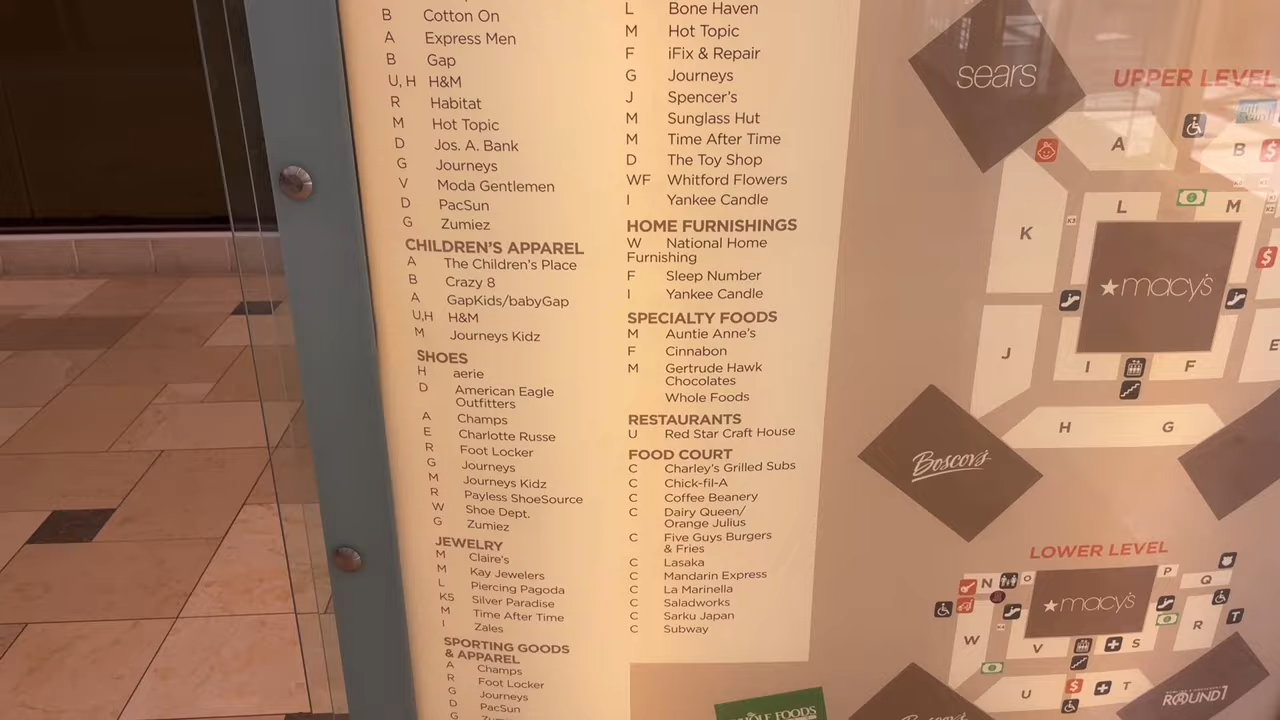 B Cotton On
A Express Men
B Gap
U, H H&M
R Habitat
M Hot Topic
D Jos. A. Bank
G Journeys
V Moda Gentlemen
D PacSun
G Zumiez
CHILDREN'S APPAREL
A The Children's Place
B Crazy 8
A GapKids/babyGap
U,H H&M
M Journeys Kidz
SHOES
H aerie
D American Eagle
Outfitters
A Champs
E Charlotte Russe
R Foot Locker
G Journeys
M Journeys Kidz
R Payless ShoeSource
W Shoe Dept.
G Zumiez
JEWELRY
M Claire's
M Kay Jewelers
L Piercing Pagoda
K5 Silver Paradise
M Time After Time
I Zales
SPORTING GOODS
& APPAREL
A Champs
R Foot Locker
G Journeys
D PacSun
G
L Bone Haven
M Hot Topic
F iFix & Repair
G Journeys
J Spencer's
M Sunglass Hut
M Time After Time
D The Toy Shop
WF Whitford Flowers
I Yankee Candle
HOME FURNISHINGS
W National Home
Furnishing
F Sleep Number
I Yankee Candle
SPECIALTY FOODS
M Auntie Anne's
F Cinnabon
M Gertrude Hawk
Chocolates
Whole Foods
RESTAURANTS
U Red Star Craft House
FOOD COURT
C Charley's Grilled Subs
C Chick-fil-A
C Coffee Beanery
C Dairy Queen/
Orange Julius
C Five Guys Burgers
& Fries
C Lasaka
C Mandarin Express
C La Marinella
C Saladworks
C Sarku Japan
C Subway
WHOLE FOODS
sears
UPPER LEVEL
A
B
$
L
M
K
macy's
$
J
E
I
F
H
G
Boscov's
LOWER LEVEL
N
O
P
Q
macy's
W
V
S
R
T
U
$
T
ROUND1
Boscov's